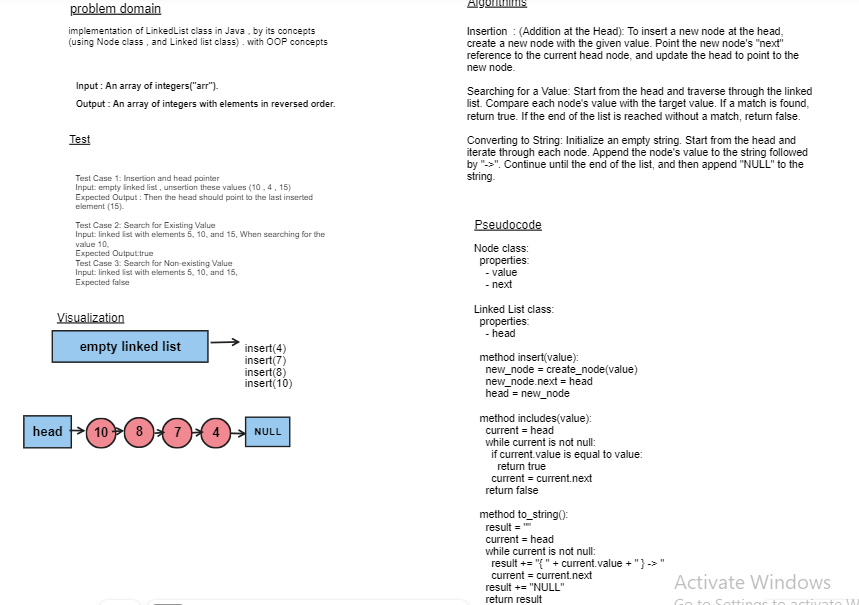 problem domain
implementation of LinkedList class in Java , by its concepts
(using Node class , and Linked list class) . with OOP concepts
Input : An array of integers("arr").
Output : An array of integers with elements in reversed order.
Test
Test Case 1: Insertion and head pointer
Input: empty linked list , unsertion these values (10 , 4 , 15)
Expected Output : Then the head should point to the last inserted
element (15).
Test Case 2: Search for Existing Value
Input: linked list with elements 5, 10, and 15, When searching for the
value 10,
Expected Output:true
Test Case 3: Search for Non-existing Value
Input: linked list with elements 5, 10, and 15,
Expected false
Visualization
empty linked list
insert(4)
insert(7)
insert(8)
insert(10)
head
10
8
7
4
NULL
Algorithms
Insertion : (Addition at the Head): To insert a new node at the head,
create a new node with the given value. Point the new node's "next"
reference to the current head node, and update the head to point to the
new node.
Searching for a Value: Start from the head and traverse through the linked
list. Compare each node's value with the target value. If a match is found,
return true. If the end of the list is reached without a match, return false.
Converting to String: Initialize an empty string. Start from the head and
iterate through each node. Append the node's value to the string followed
by "->". Continue until the end of the list, and then append "NULL" to the
string.
Pseudocode
Node class:
properties:
- value
- next
Linked List class:
properties:
- head
method insert(value):
new_node = create_node(value)
new_node.next = head
head = new_node
method includes(value):
current = head
while current is not null:
if current.value is equal to value:
return true
current = current.next
return false
method to_string():
result = ""
current = head
while current is not null:
result += "{ " + current.value + " } -> "
current = current.next
result += "NULL"
return result
Activate Windows
Go to Settings to activate W